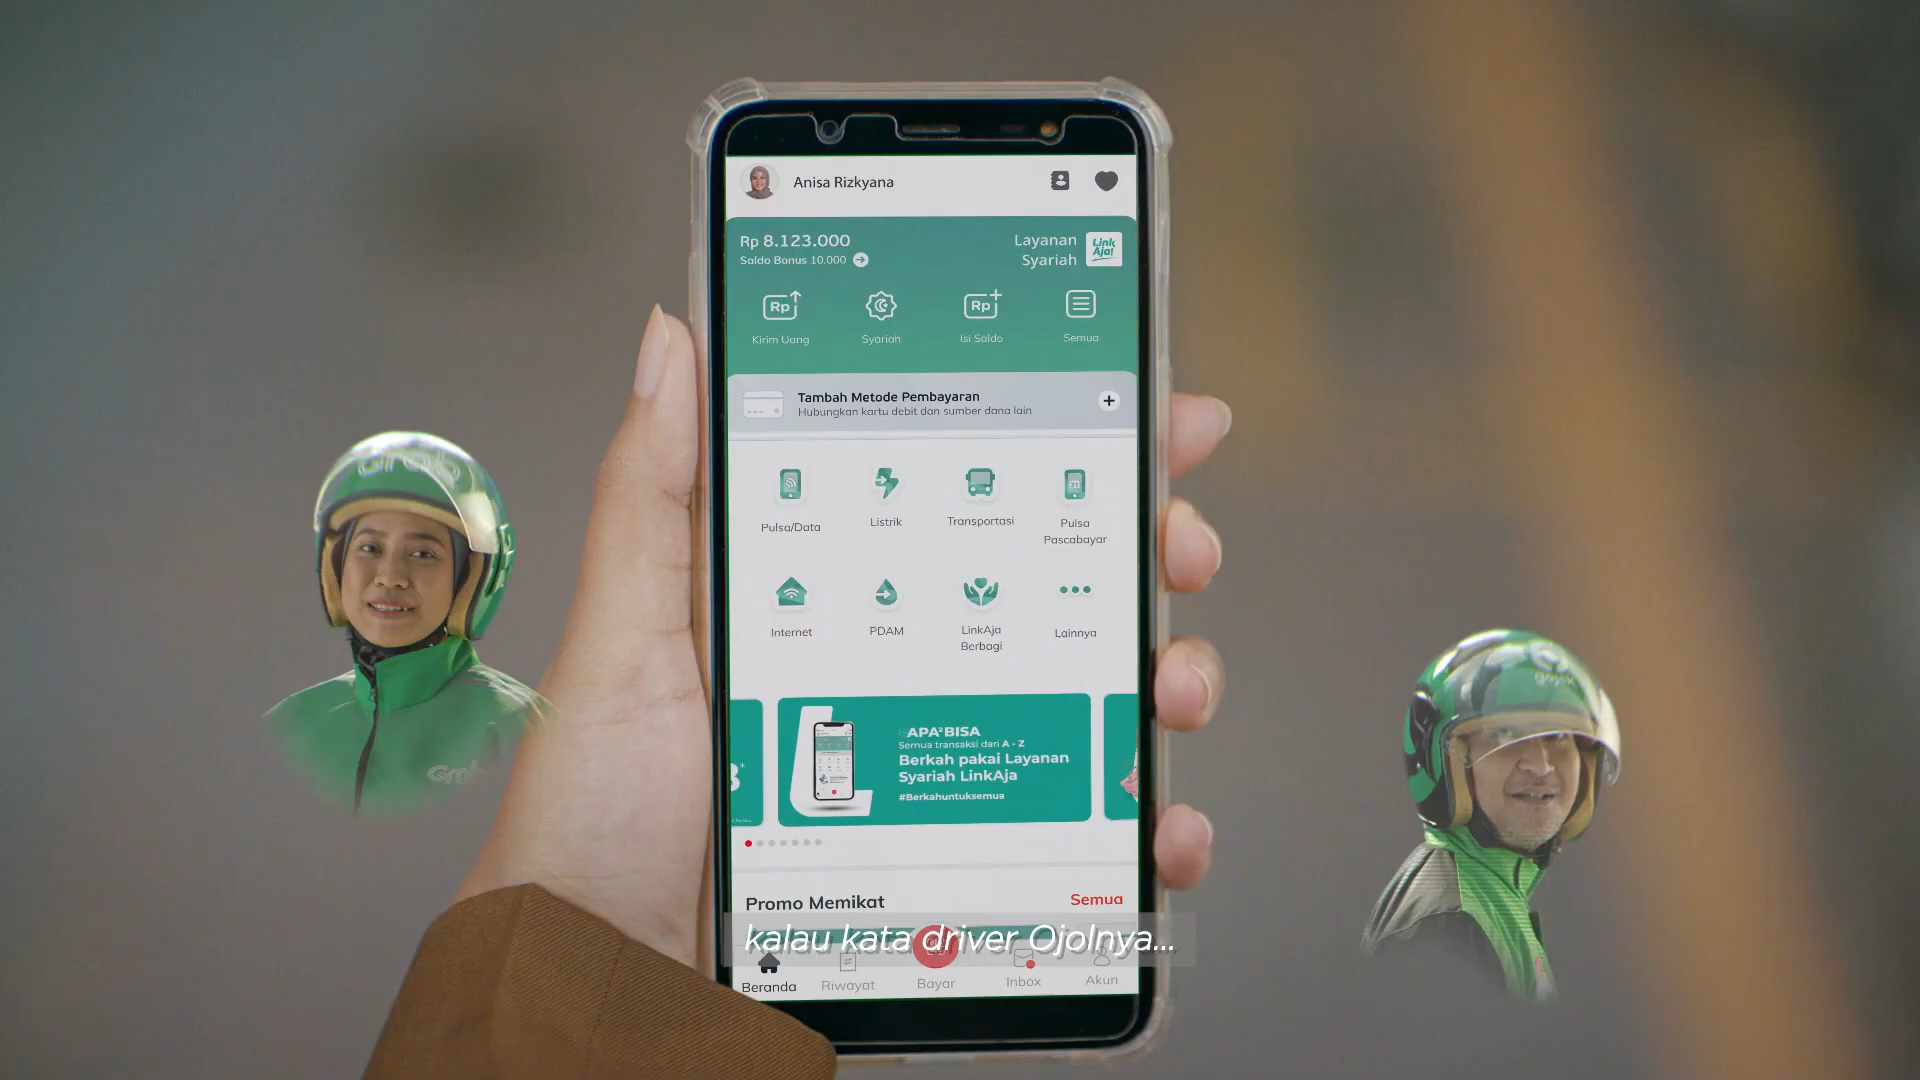 Anisa Rizkyana
Rp 8.123.000
Saldo Bonus 10.000
Layanan
Syariah
Link
Aja!
Rp
Rp
Kirim Uang
Syariah
Isi Saldo
Semua
Tambah Metode Pembayaran
Hubungkan kartu debit dan sumber dana lain
Pulsa/Data
Listrik
Transportasi
Pulsa
Pascabayar
Internet
PDAM
LinkAja
Berbagi
Lainnya
Grab
Grab
gojek
APA²BISA
Semua transaksi dari A - Z
Berkah pakai Layanan
Syariah LinkAja
#Berkahuntuksemua
Promo Memikat
Semua
kalau kata driver Ojolnya...
Beranda
Riwayat
Bayar
Inbox
Akun